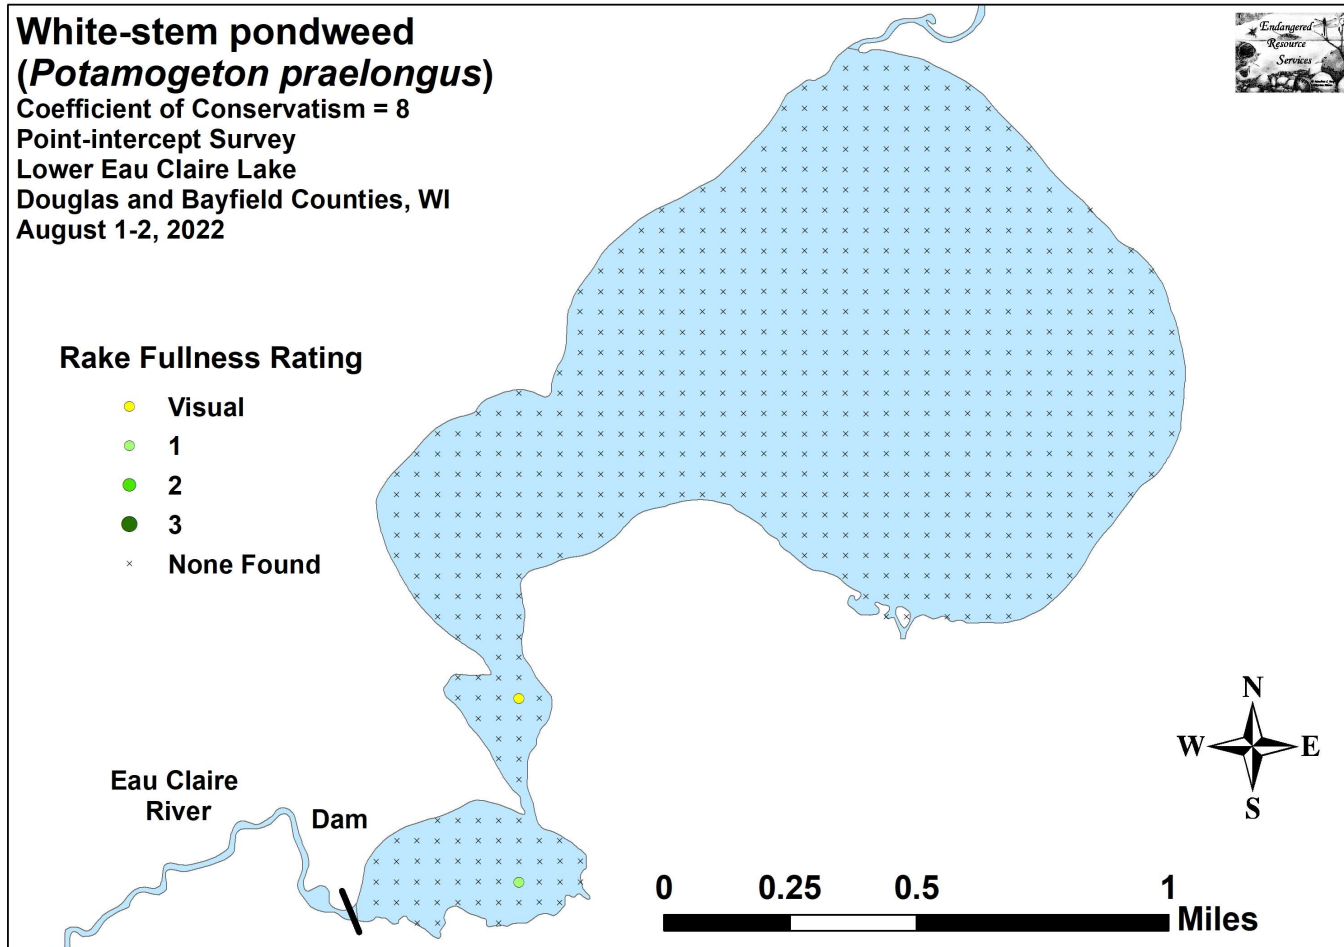 White-stem pondweed
(Potamogeton praelongus)
Coefficient of Conservatism = 8
Point-intercept Survey
Lower Eau Claire Lake
Douglas and Bayfield Counties, WI
August 1-2, 2022
Endangered
Resource
Services
Rake Fullness Rating
Visual
1
2
3
None Found
N
W E
S
Eau Claire
River
Dam
0 0.25 0.5 1
Miles